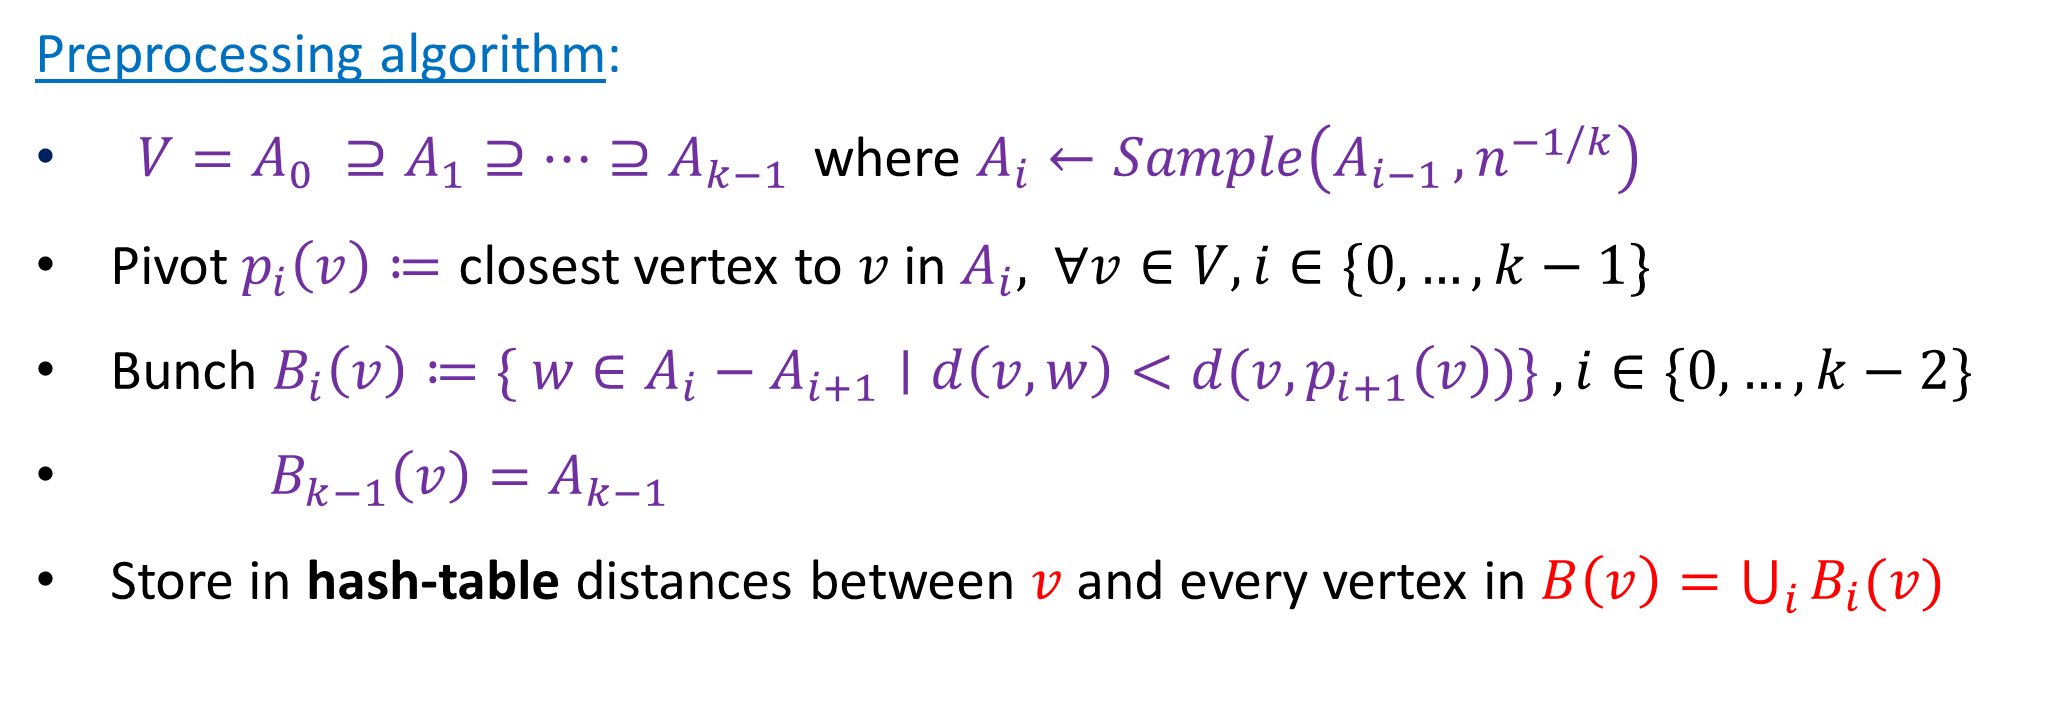 Preprocessing algorithm:
• V = A₀ ⊇ A₁ ⊇ ⋯ ⊇ Aₖ₋₁ where Aᵢ ← Sample(Aᵢ₋₁ , n^{−1/k})
• Pivot pᵢ(v) ≔ closest vertex to v in Aᵢ, ∀v ∈ V, i ∈ {0, … , k − 1}
• Bunch Bᵢ(v) ≔ { w ∈ Aᵢ − Aᵢ₊₁ | d(v, w) < d(v, pᵢ₊₁(v))} , i ∈ {0, … , k − 2}
• Bₖ₋₁(v) = Aₖ₋₁
• Store in hash-table distances between v and every vertex in B(v) = ⋃ᵢ Bᵢ(v)